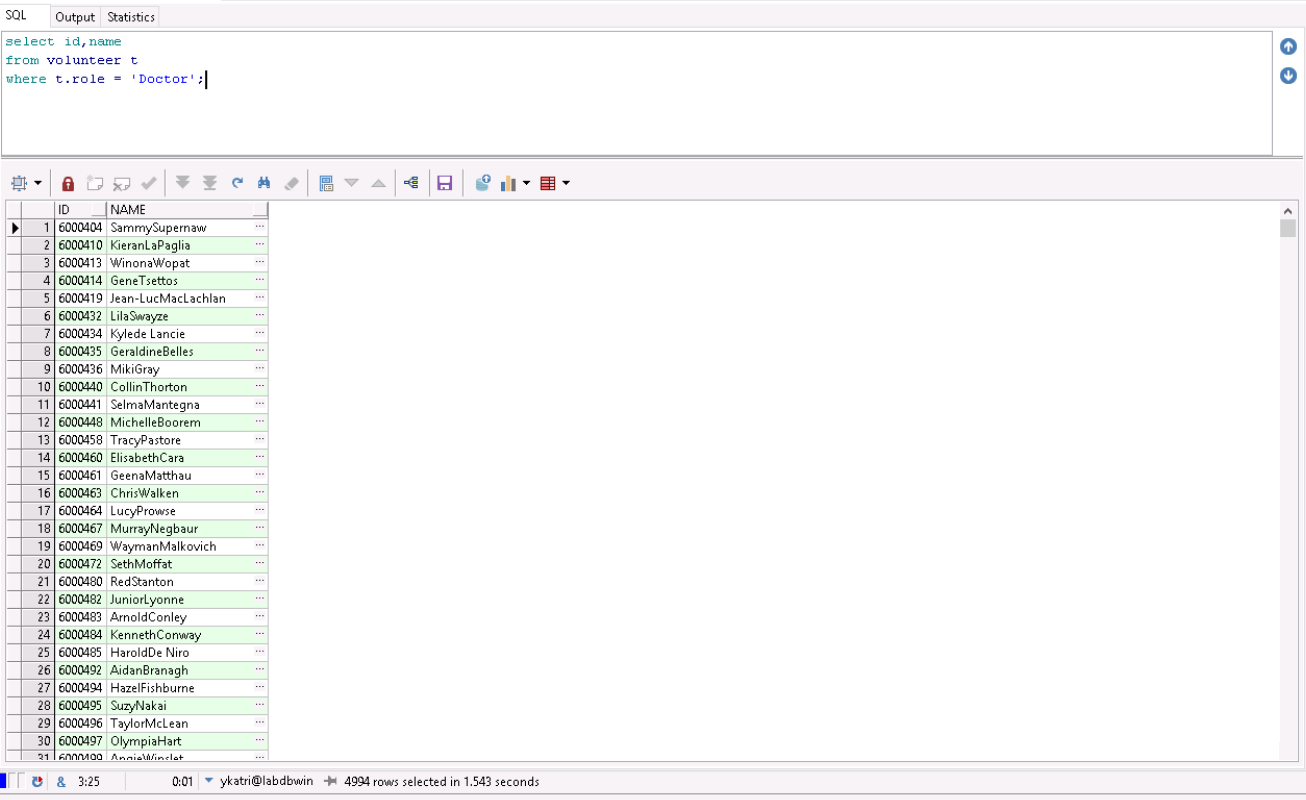 SQL Output Statistics
select id,name
from volunteer t
where t.role = 'Doctor';
ID NAME
1 6000404 SammySupernaw ...
2 6000410 KieranLaPaglia ...
3 6000413 WinonaWopat ...
4 6000414 GeneTsettos ...
5 6000419 Jean-LucMacLachlan ...
6 6000432 LilaSwayze ...
7 6000434 Kylede Lancie ...
8 6000435 GeraldineBelles ...
9 6000436 MikiGray ...
10 6000440 CollinThorton ...
11 6000441 SelmaMantegna ...
12 6000448 MichelleBoorem ...
13 6000458 TracyPastore ...
14 6000460 ElisabethCara ...
15 6000461 GeenaMatthau ...
16 6000463 ChrisWalken ...
17 6000464 LucyProwse ...
18 6000467 MurrayNegbaur ...
19 6000469 WaymanMalkovich ...
20 6000472 SethMoffat ...
21 6000480 RedStanton ...
22 6000482 JuniorLyonne ...
23 6000483 ArnoldConley ...
24 6000484 KennethConway ...
25 6000485 HaroldDe Niro ...
26 6000492 AidanBranagh ...
27 6000494 HazelFishburne ...
28 6000495 SuzyNakai ...
29 6000496 TaylorMcLean ...
30 6000497 OlympiaHart ...
31 6000499 AngieWinslet ...
& 3:25 0:01 ykatri@labdbwin 4994 rows selected in 1.543 seconds